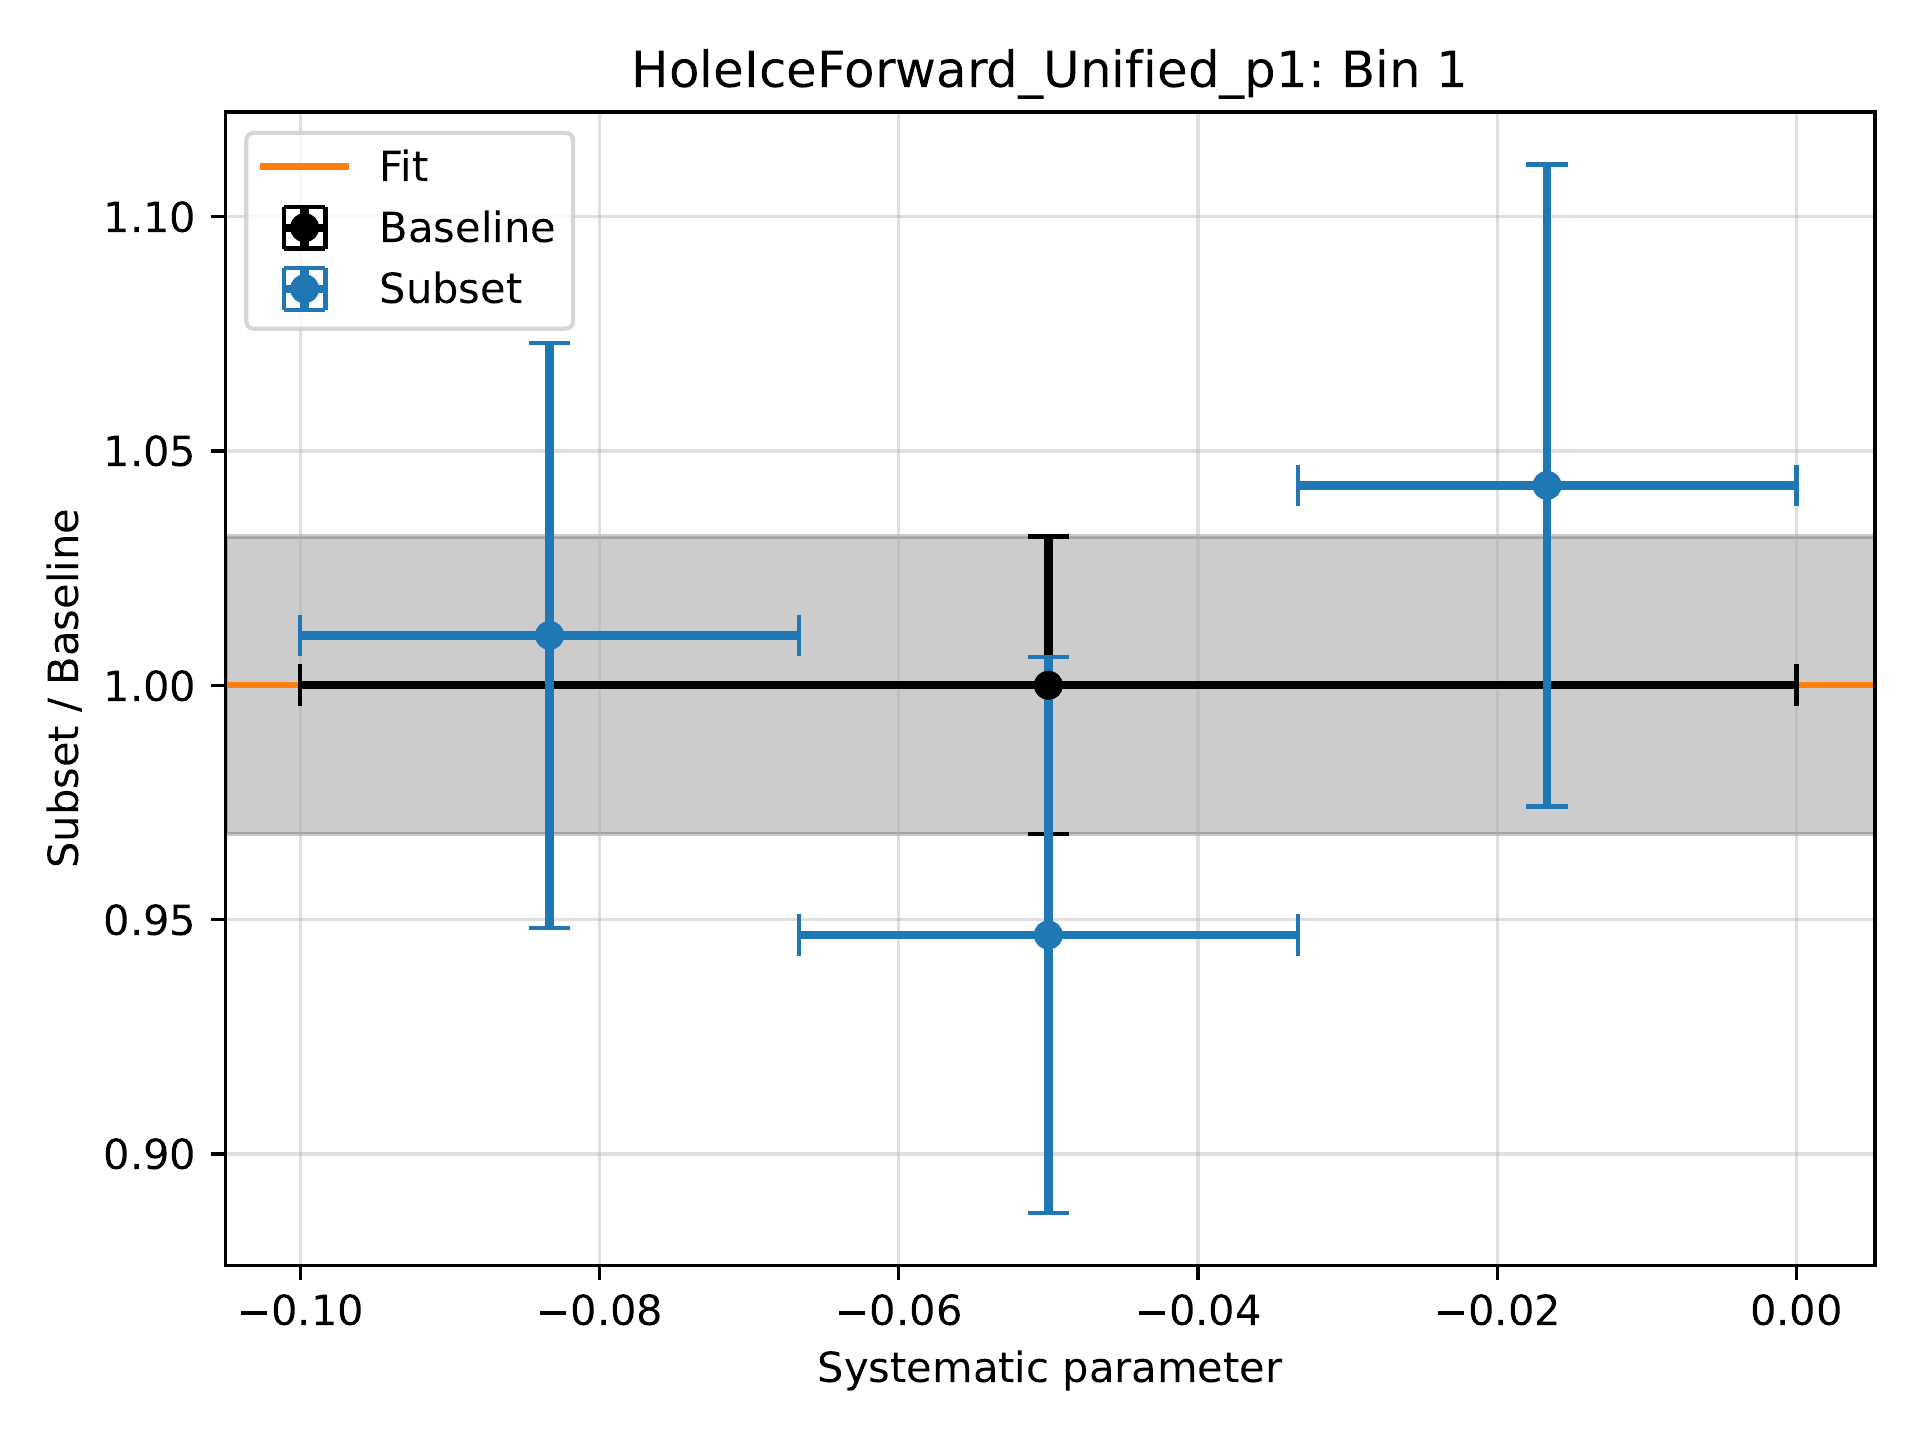 HoleIceForward_Unified_p1: Bin 1
Fit
Baseline
Subset
1.10
1.05
1.00
0.95
0.90
Subset / Baseline
−0.10
−0.08
−0.06
−0.04
−0.02
0.00
Systematic parameter